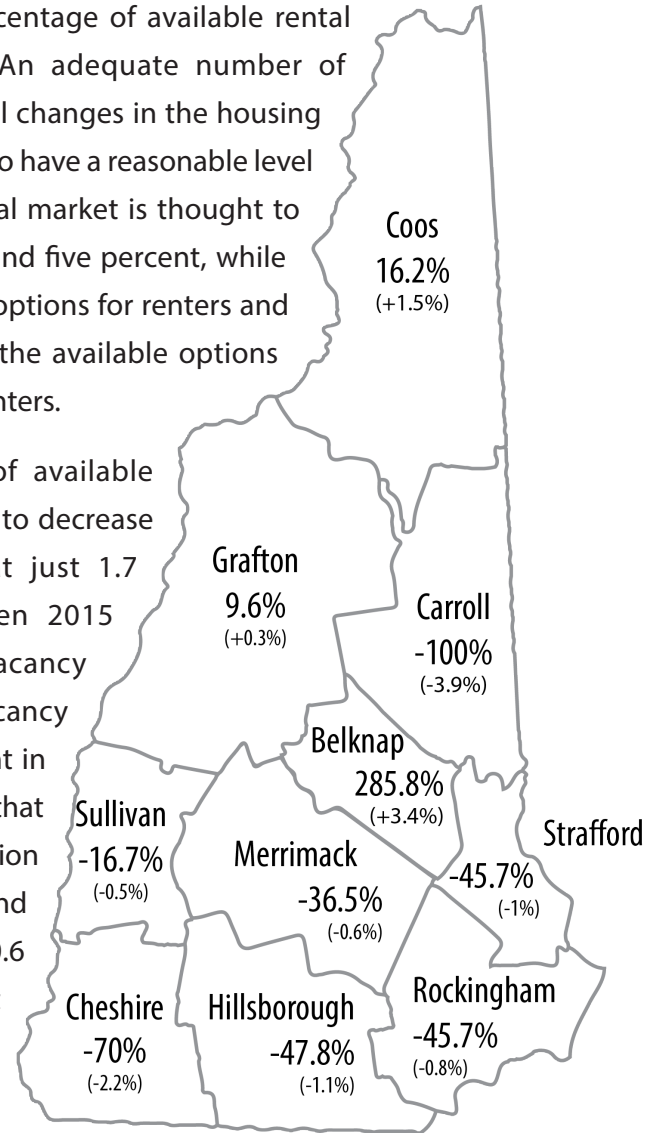 centage of available rental
An adequate number of
l changes in the housing
o have a reasonable level
al market is thought to
nd five percent, while
options for renters and
the available options
nters.
of available
to decrease
t just 1.7
en 2015
acancy
cancy
t in
that
ion
nd
0.6
Coos
16.2%
(+1.5%)
Grafton
9.6%
(+0.3%)
Carroll
-100%
(-3.9%)
Belknap
285.8%
(+3.4%)
Sullivan
-16.7%
(-0.5%)
Merrimack
-36.5%
(-0.6%)
Strafford
-45.7%
(-1%)
Cheshire
-70%
(-2.2%)
Hillsborough
-47.8%
(-1.1%)
Rockingham
-45.7%
(-0.8%)